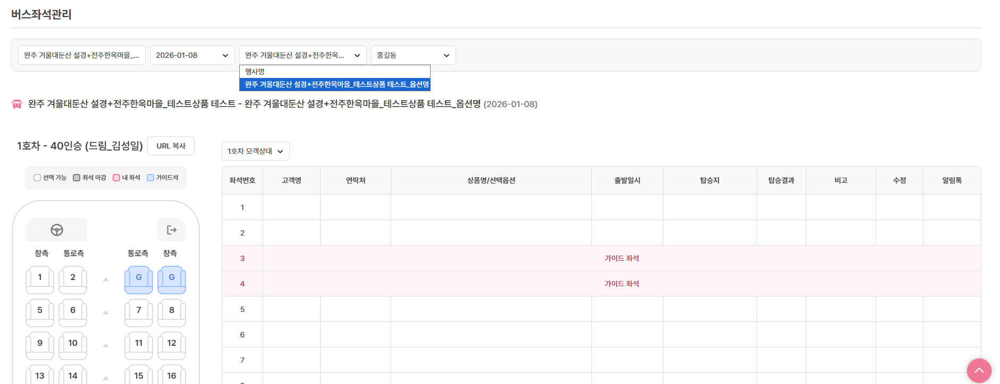 버스좌석관리
완주 겨울대둔산 설경+전주한옥마을_... 2026-01-08 완주 겨울대둔산 설경+전주한옥... 홍길동
행사명
완주 겨울대둔산 설경+전주한옥마을_테스트상품 테스트_옵션명
완주 겨울대둔산 설경+전주한옥마을_테스트상품 테스트 - 완주 겨울대둔산 설경+전주한옥마을_테스트상품 테스트_옵션명 (2026-01-08)
1호차 - 40인승 (드림_김성일) URL 복사
선택 가능 좌석 마감 내 좌석 가이드석
창측 통로측 통로측 창측
1 2 G G
5 6 7 8
9 10 11 12
13 14 15 16
1호차 모객상태
좌석번호 고객명 연락처 상품명/선택옵션 출발일시 탑승지 탑승결과 비고 수정 알림톡
1
2
3 가이드 좌석
4 가이드 좌석
5
6
7